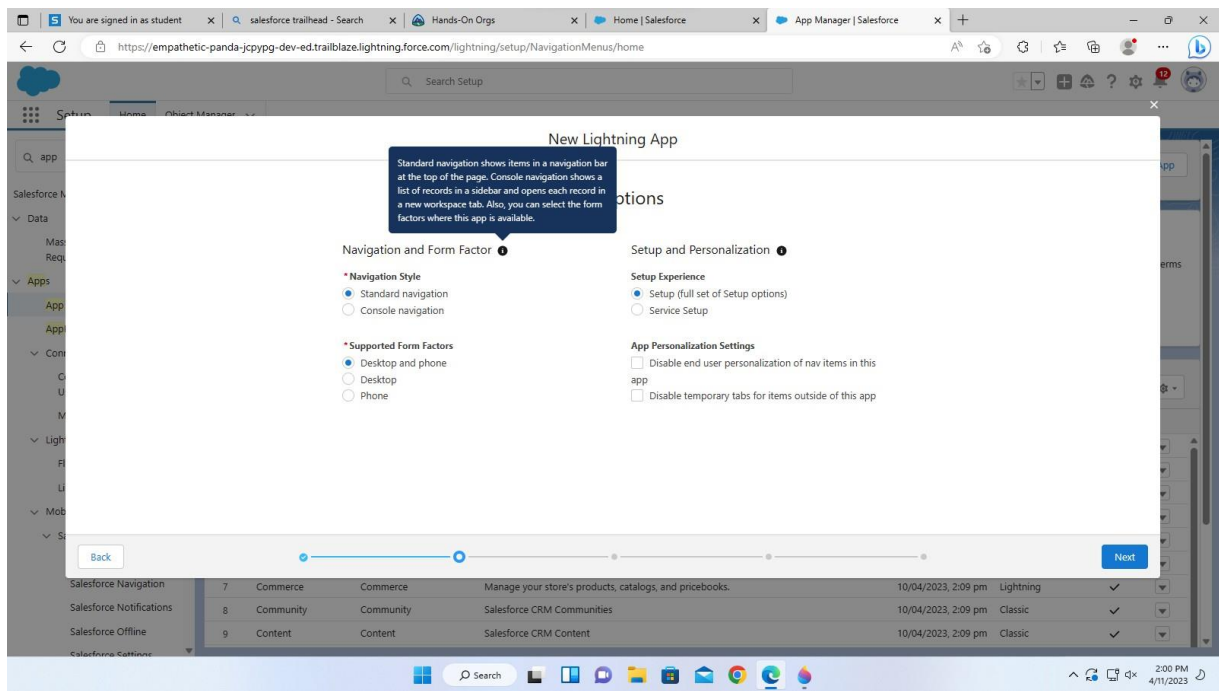 You are signed in as student
salesforce trailhead - Search
Hands-On Orgs
Home | Salesforce
App Manager | Salesforce
https://empathetic-panda-jcpypg-dev-ed.trailblaze.lightning.force.com/lightning/setup/NavigationMenus/home
Search Setup
12
Setup
Home
Object Manager
New Lightning App
app
Standard navigation shows items in a navigation bar
at the top of the page. Console navigation shows a
list of records in a sidebar and opens each record in
a new workspace tab. Also, you can select the form
factors where this app is available.
Salesforce
Data
Apps
App
Navigation and Form Factor
Setup and Personalization
* Navigation Style
Standard navigation
Console navigation
Setup Experience
Setup (full set of Setup options)
Service Setup
* Supported Form Factors
Desktop and phone
Desktop
Phone
App Personalization Settings
Disable end user personalization of nav items in this
app
Disable temporary tabs for items outside of this app
Back
Next
Salesforce Navigation
7 Commerce Commerce Manage your store's products, catalogs, and pricebooks. 10/04/2023, 2:09 pm Lightning
Salesforce Notifications
8 Community Community Salesforce CRM Communities 10/04/2023, 2:09 pm Classic
Salesforce Offline
9 Content Content Salesforce CRM Content 10/04/2023, 2:09 pm Classic
Salesforce Settings
Search
2:00 PM
4/11/2023